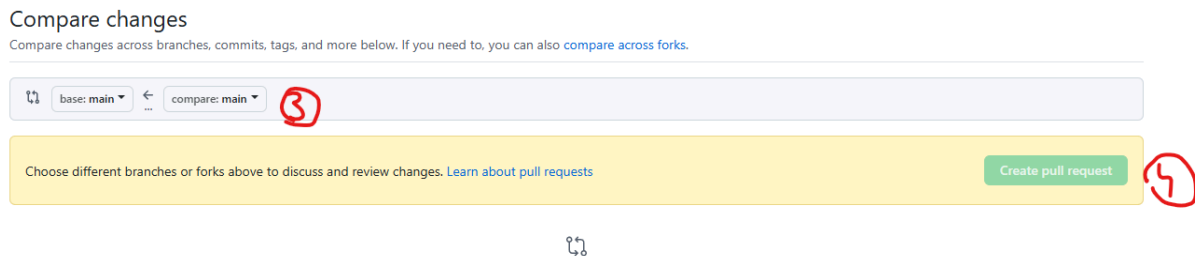 Compare changes
Compare changes across branches, commits, tags, and more below. If you need to, you can also compare across forks.
base: main ... compare: main 3
Choose different branches or forks above to discuss and review changes. Learn about pull requests Create pull request 4